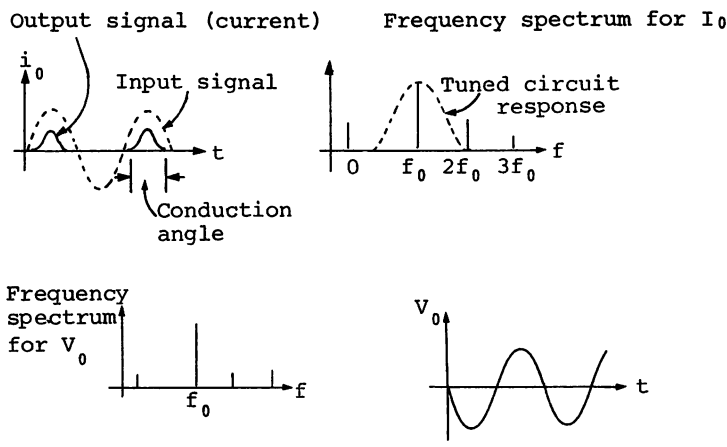 Output signal (current)
Frequency spectrum for I0
i0
Input signal
Tuned circuit
response
t
f
0 f0 2f0 3f0
Conduction
angle
Frequency
spectrum
for V0
f
f0
V0
t